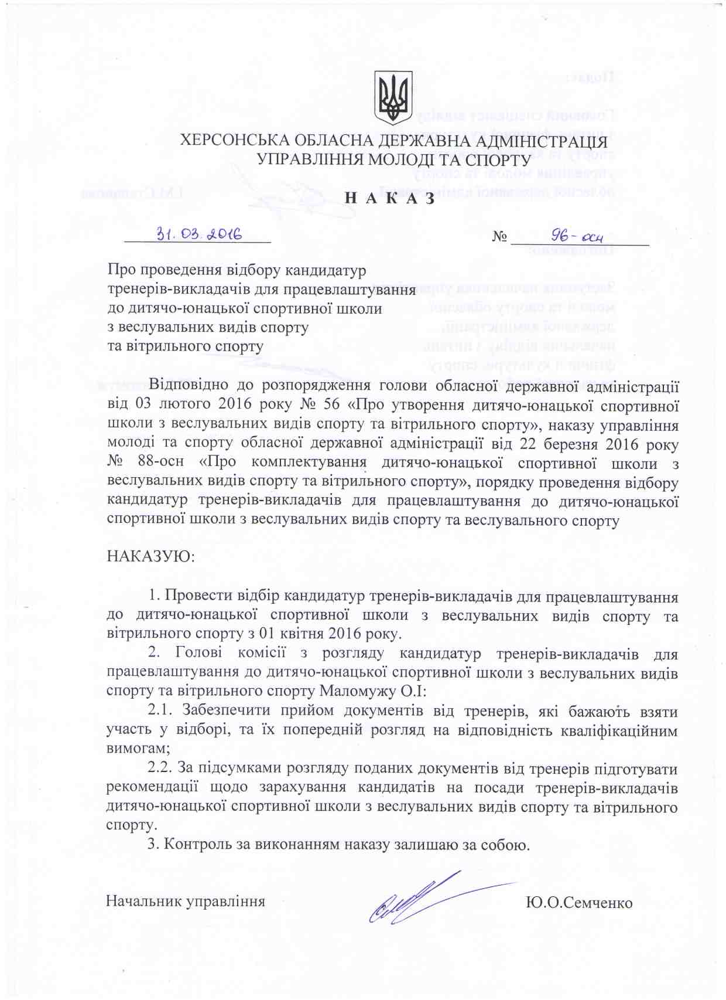 ХЕРСОНСЬКА ОБЛАСНА ДЕРЖАВНА АДМІНІСТРАЦІЯ
УПРАВЛІННЯ МОЛОДІ ТА СПОРТУ
Н А К А З
31.03.2016 № 96-осн
Про проведення відбору кандидатур
тренерів-викладачів для працевлаштування
до дитячо-юнацької спортивної школи
з веслувальних видів спорту
та вітрильного спорту
Відповідно до розпорядження голови обласної державної адміністрації
від 03 лютого 2016 року № 56 «Про утворення дитячо-юнацької спортивної
школи з веслувальних видів спорту та вітрильного спорту», наказу управління
молоді та спорту обласної державної адміністрації від 22 березня 2016 року
№ 88-осн «Про комплектування дитячо-юнацької спортивної школи з
веслувальних видів спорту та вітрильного спорту», порядку проведення відбору
кандидатур тренерів-викладачів для працевлаштування до дитячо-юнацької
спортивної школи з веслувальних видів спорту та веслувального спорту
НАКАЗУЮ:
1. Провести відбір кандидатур тренерів-викладачів для працевлаштування
до дитячо-юнацької спортивної школи з веслувальних видів спорту та
вітрильного спорту з 01 квітня 2016 року.
2. Голові комісії з розгляду кандидатур тренерів-викладачів для
працевлаштування до дитячо-юнацької спортивної школи з веслувальних видів
спорту та вітрильного спорту Маломужу О.І:
2.1. Забезпечити прийом документів від тренерів, які бажають взяти
участь у відборі, та їх попередній розгляд на відповідність кваліфікаційним
вимогам;
2.2. За підсумками розгляду поданих документів від тренерів підготувати
рекомендації щодо зарахування кандидатів на посади тренерів-викладачів
дитячо-юнацької спортивної школи з веслувальних видів спорту та вітрильного
спорту.
3. Контроль за виконанням наказу залишаю за собою.
Начальник управління Ю.О.Семченко